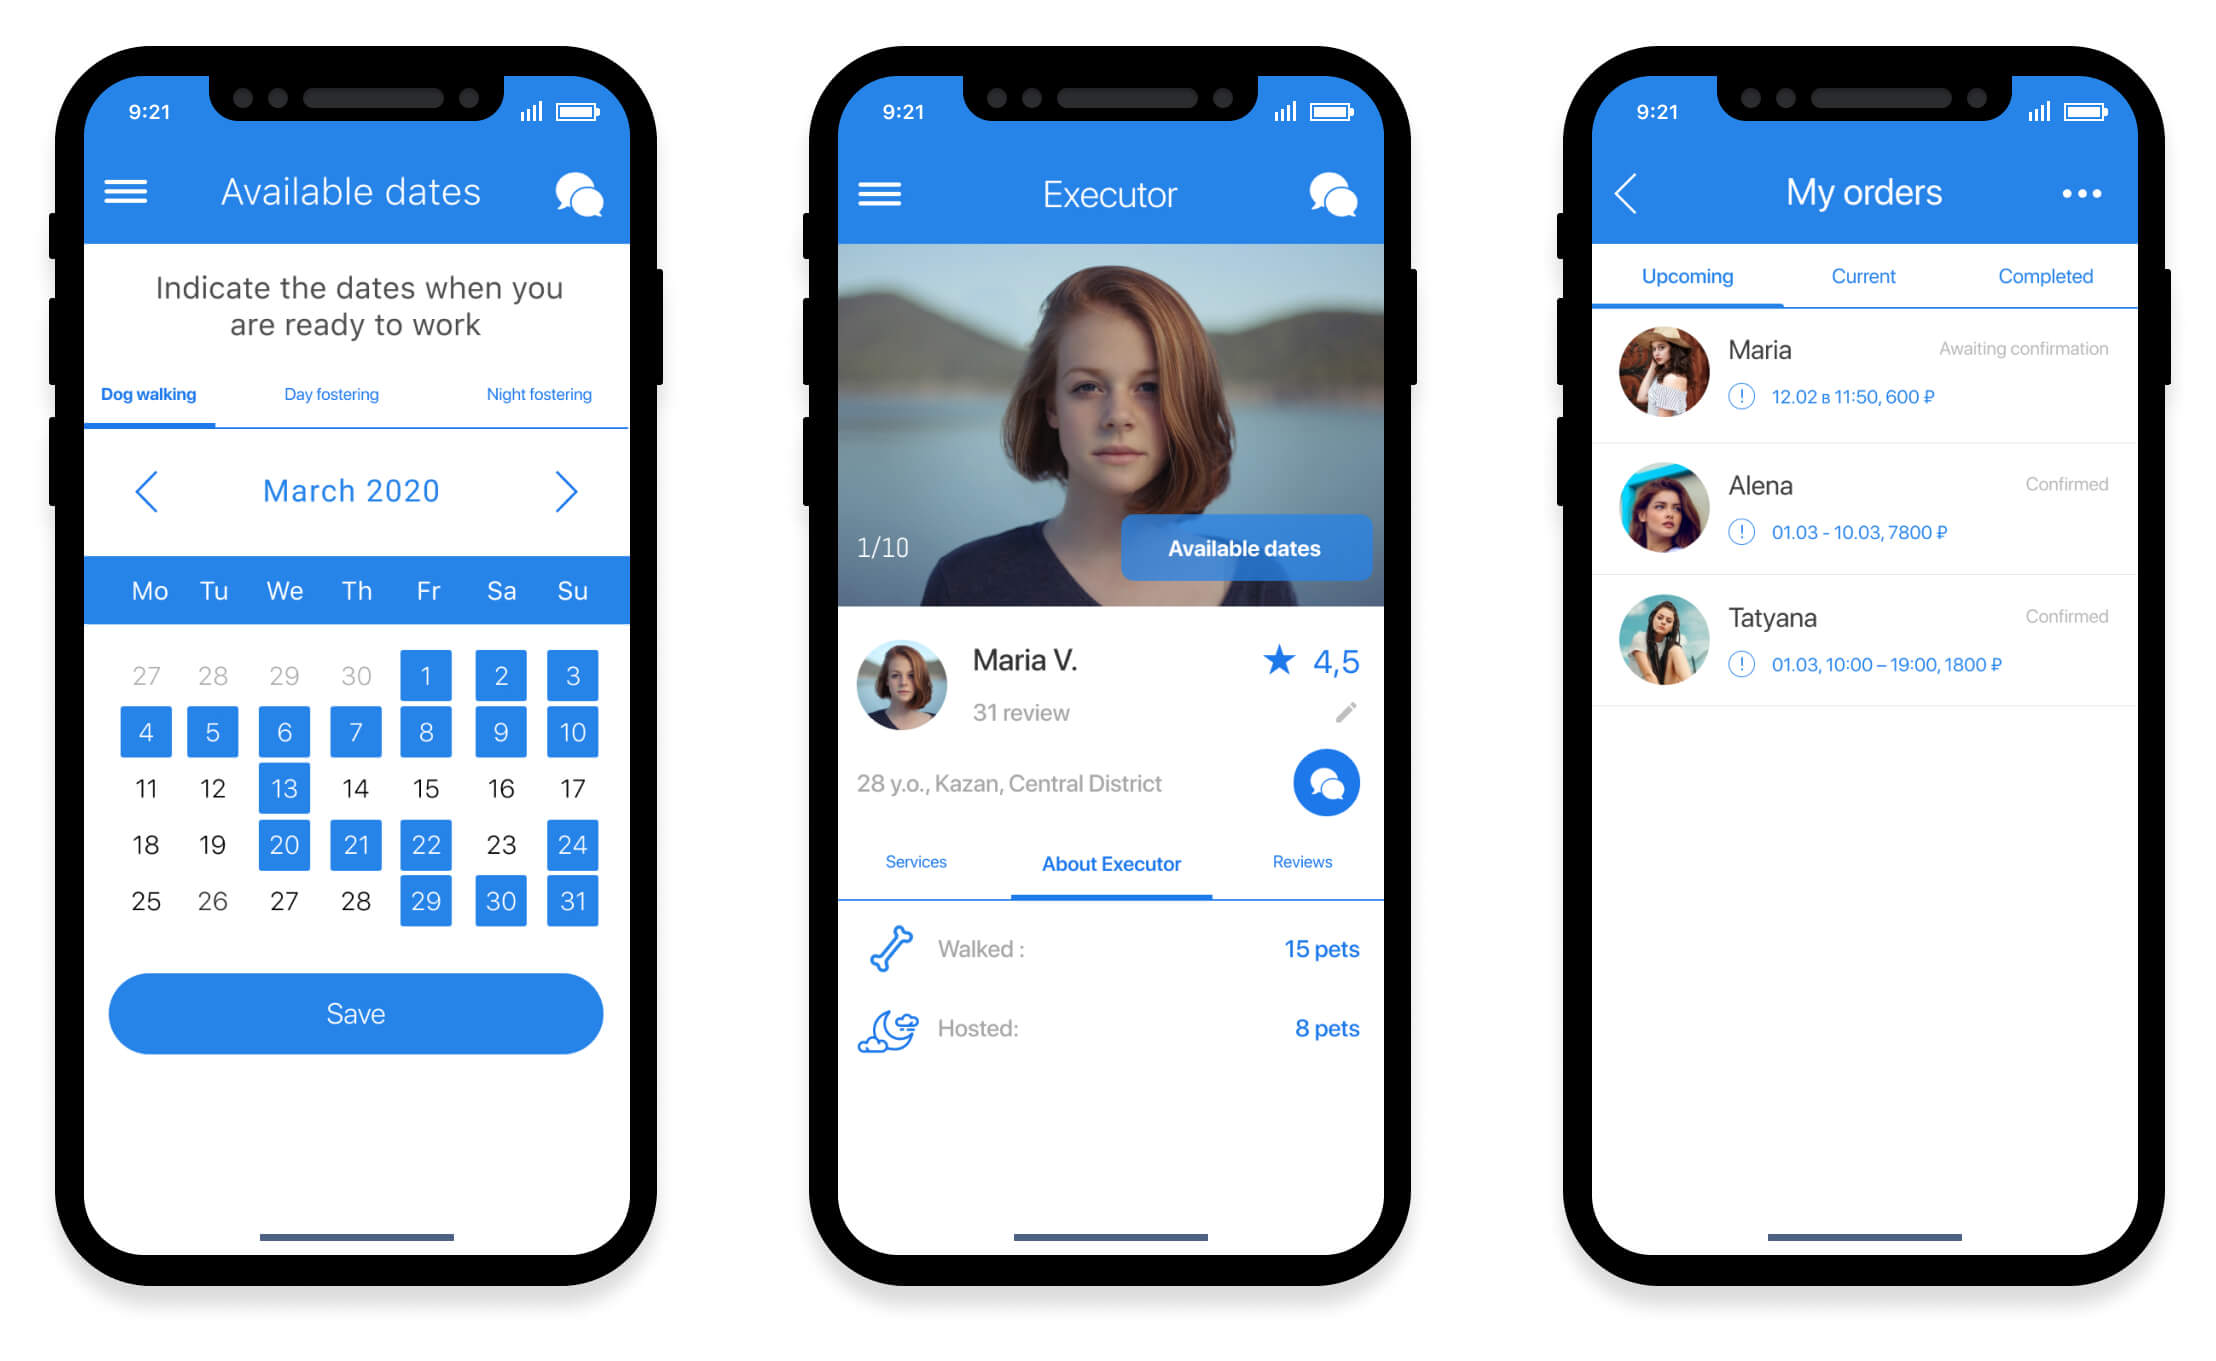 9:21
Available dates
Indicate the dates when you
are ready to work
Dog walking Day fostering Night fostering
March 2020
Mo Tu We Th Fr Sa Su
27 28 29 30 1 2 3
4 5 6 7 8 9 10
11 12 13 14 15 16 17
18 19 20 21 22 23 24
25 26 27 28 29 30 31
Save
9:21
Executor
1/10
Available dates
Maria V. 4,5
31 review
28 y.o., Kazan, Central District
Services About Executor Reviews
Walked : 15 pets
Hosted: 8 pets
9:21
My orders
Upcoming Current Completed
Maria Awaiting confirmation
12.02 в 11:50, 600 ₽
Alena Confirmed
01.03 - 10.03, 7800 ₽
Tatyana Confirmed
01.03, 10:00 – 19:00, 1800 ₽